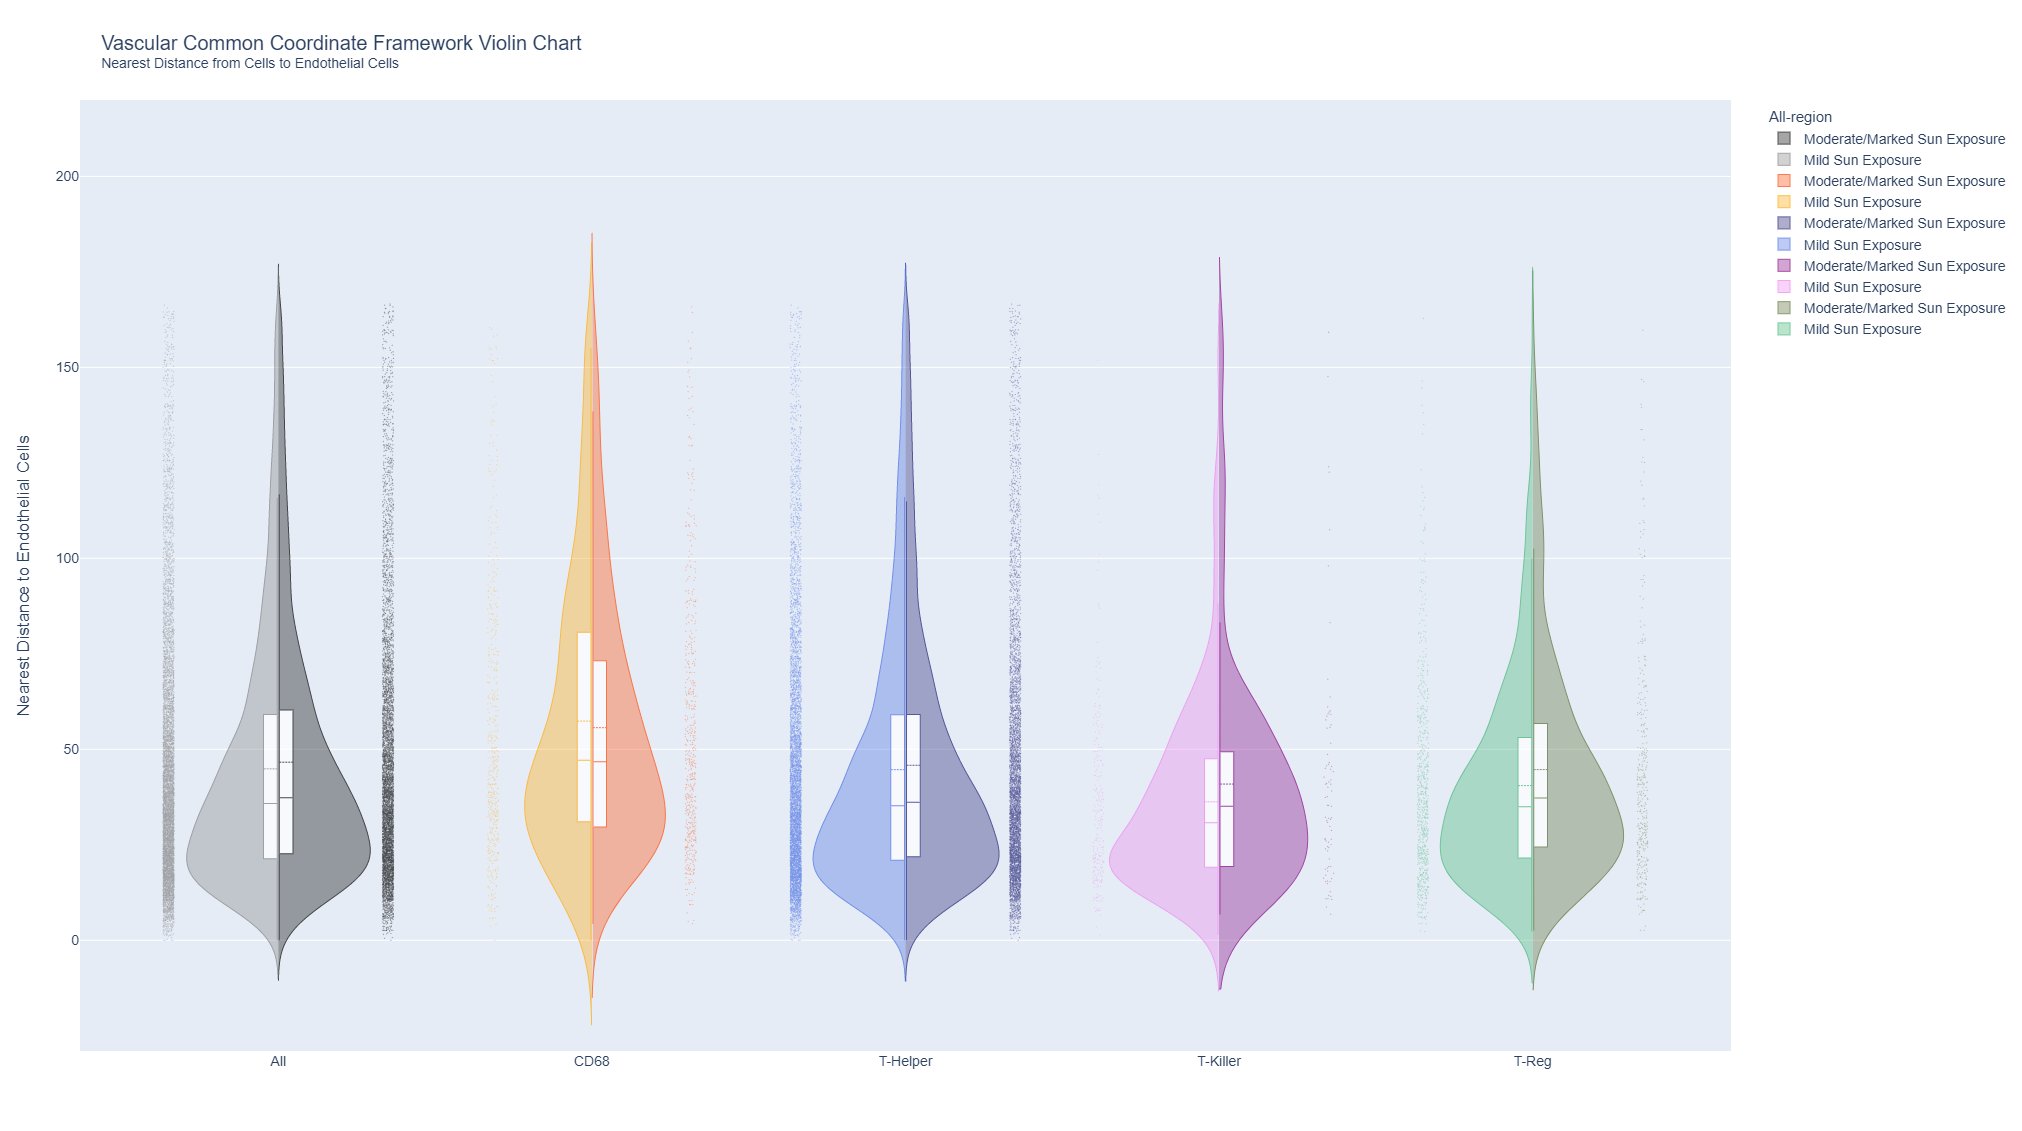 Vascular Common Coordinate Framework Violin Chart
Nearest Distance from Cells to Endothelial Cells
Nearest Distance to Endothelial Cells
200
150
100
50
0
All
CD68
T-Helper
T-Killer
T-Reg
All-region
Moderate/Marked Sun Exposure
Mild Sun Exposure
Moderate/Marked Sun Exposure
Mild Sun Exposure
Moderate/Marked Sun Exposure
Mild Sun Exposure
Moderate/Marked Sun Exposure
Mild Sun Exposure
Moderate/Marked Sun Exposure
Mild Sun Exposure